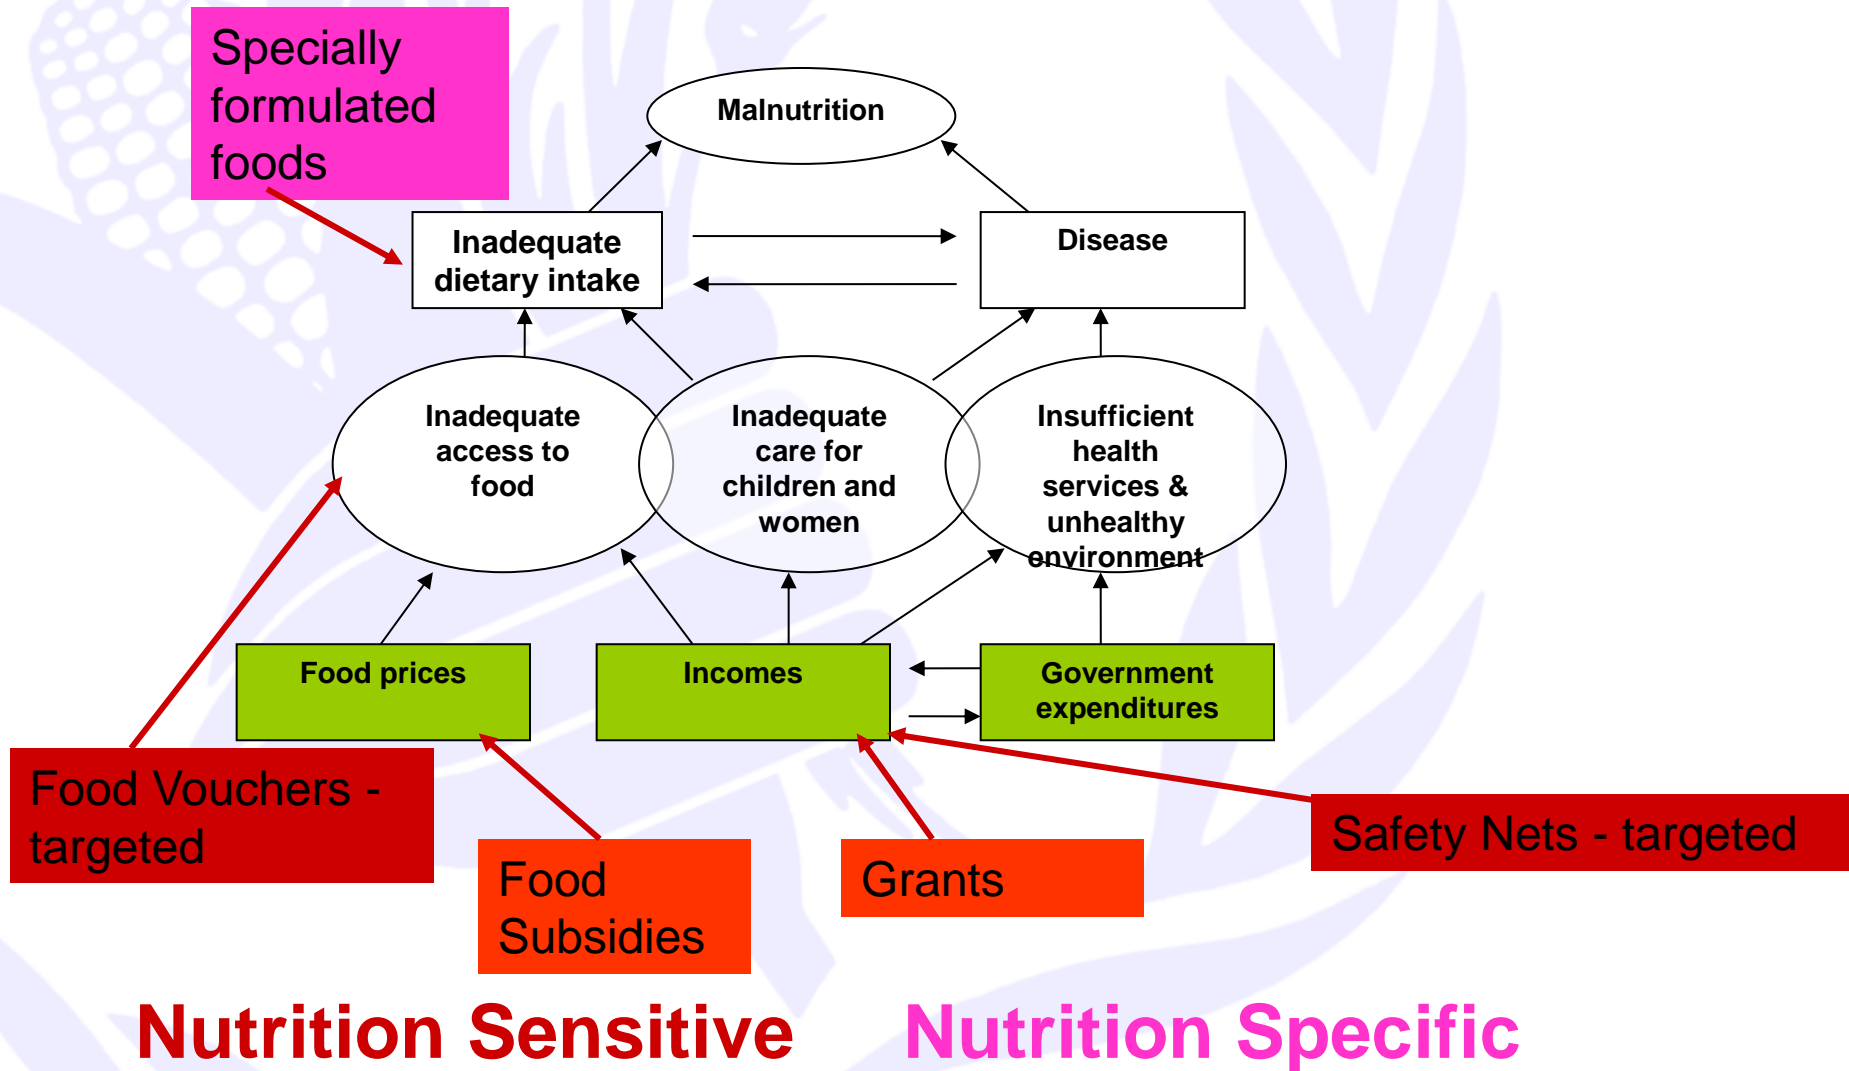 Specially
formulated
foods
Malnutrition
Inadequate
dietary intake
Disease
Inadequate
access to
food
Inadequate
care for
children and
women
Insufficient
health
services &
unhealthy
environment
Food prices
Incomes
Government
expenditures
Food Vouchers -
targeted
Food
Subsidies
Grants
Safety Nets - targeted
Nutrition Sensitive
Nutrition Specific